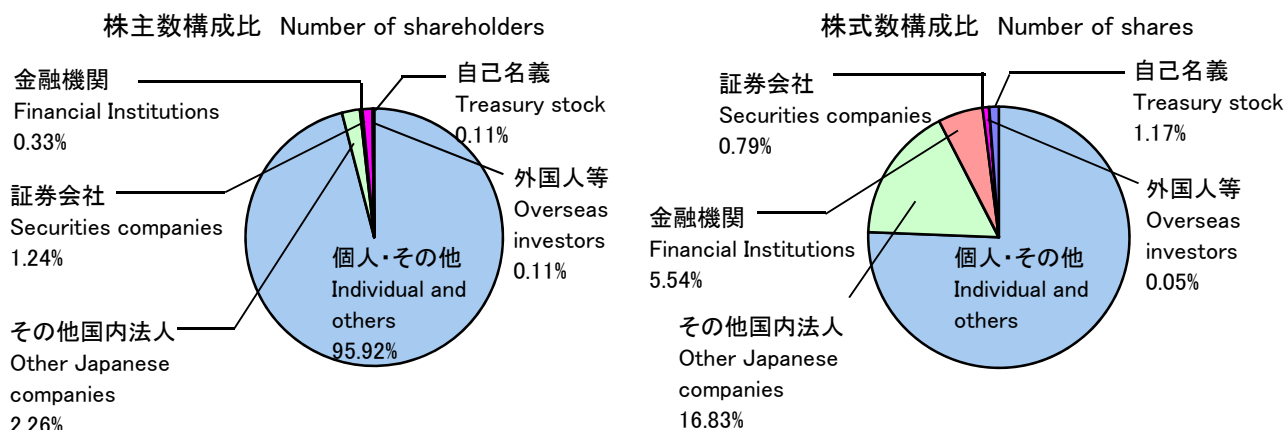 株主数構成比 Number of shareholders
金融機関
Financial Institutions
0.33%
自己名義
Treasury stock
0.11%
証券会社
Securities companies
1.24%
外国人等
Overseas
investors
0.11%
個人・その他
Individual and
others
95.92%
その他国内法人
Other Japanese
companies
2.26%
株式数構成比 Number of shares
証券会社
Securities companies
0.79%
自己名義
Treasury stock
1.17%
金融機関
Financial Institutions
5.54%
外国人等
Overseas
investors
0.05%
個人・その他
Individual and
others
その他国内法人
Other Japanese
companies
16.83%